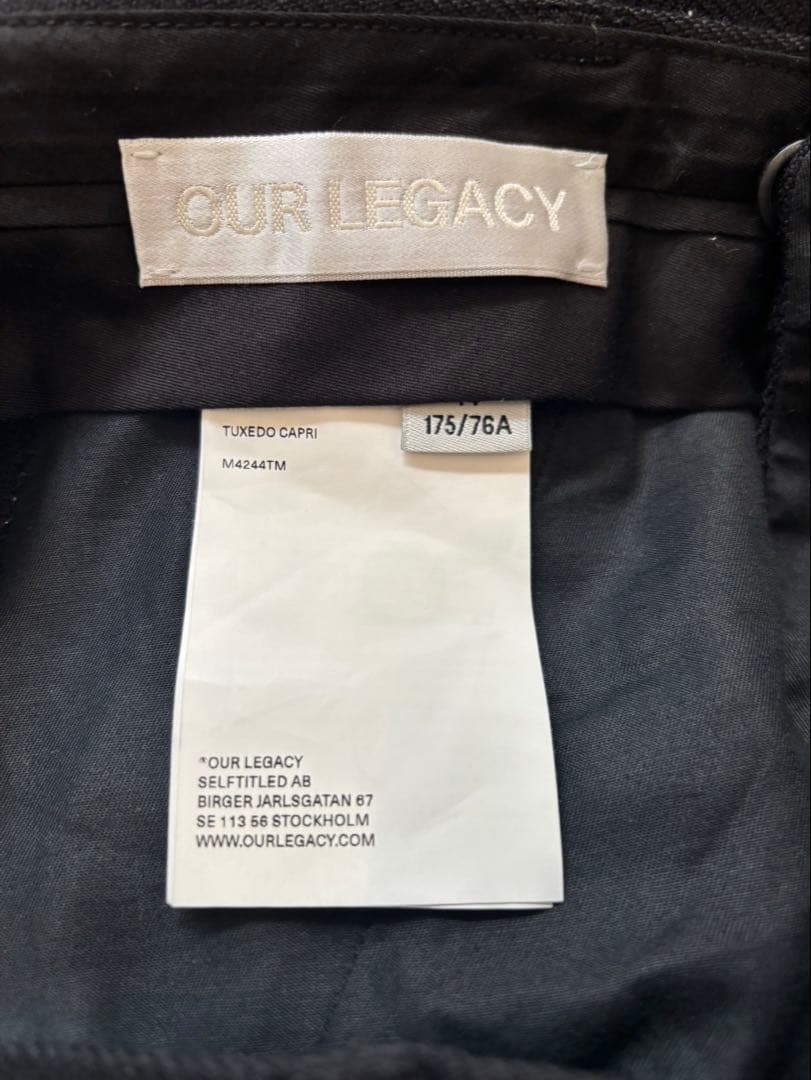 OUR LEGACY
175/76A
TUXEDO CAPRI
M4244TM
*OUR LEGACY
SELFTITLED AB
BIRGER JARLSGATAN 67
SE 113 56 STOCKHOLM
WWW.OURLEGACY.COM